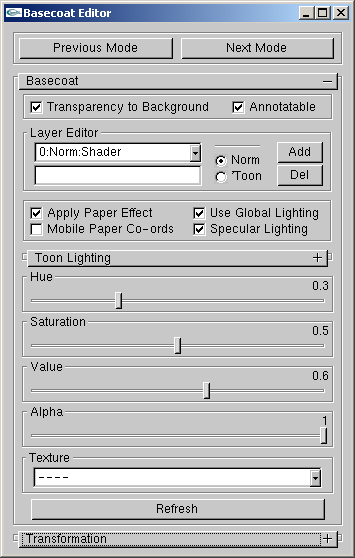 Basecoat Editor
Previous Mode Next Mode
Basecoat
Transparency to Background Annotatable
Layer Editor
0:Norm:Shader
Norm Add
'Toon Del
Apply Paper Effect Use Global Lighting
Mobile Paper Co-ords Specular Lighting
Toon Lighting
Hue
0.3
Saturation
0.5
Value
0.6
Alpha
1
Texture
----
Refresh
Transformation